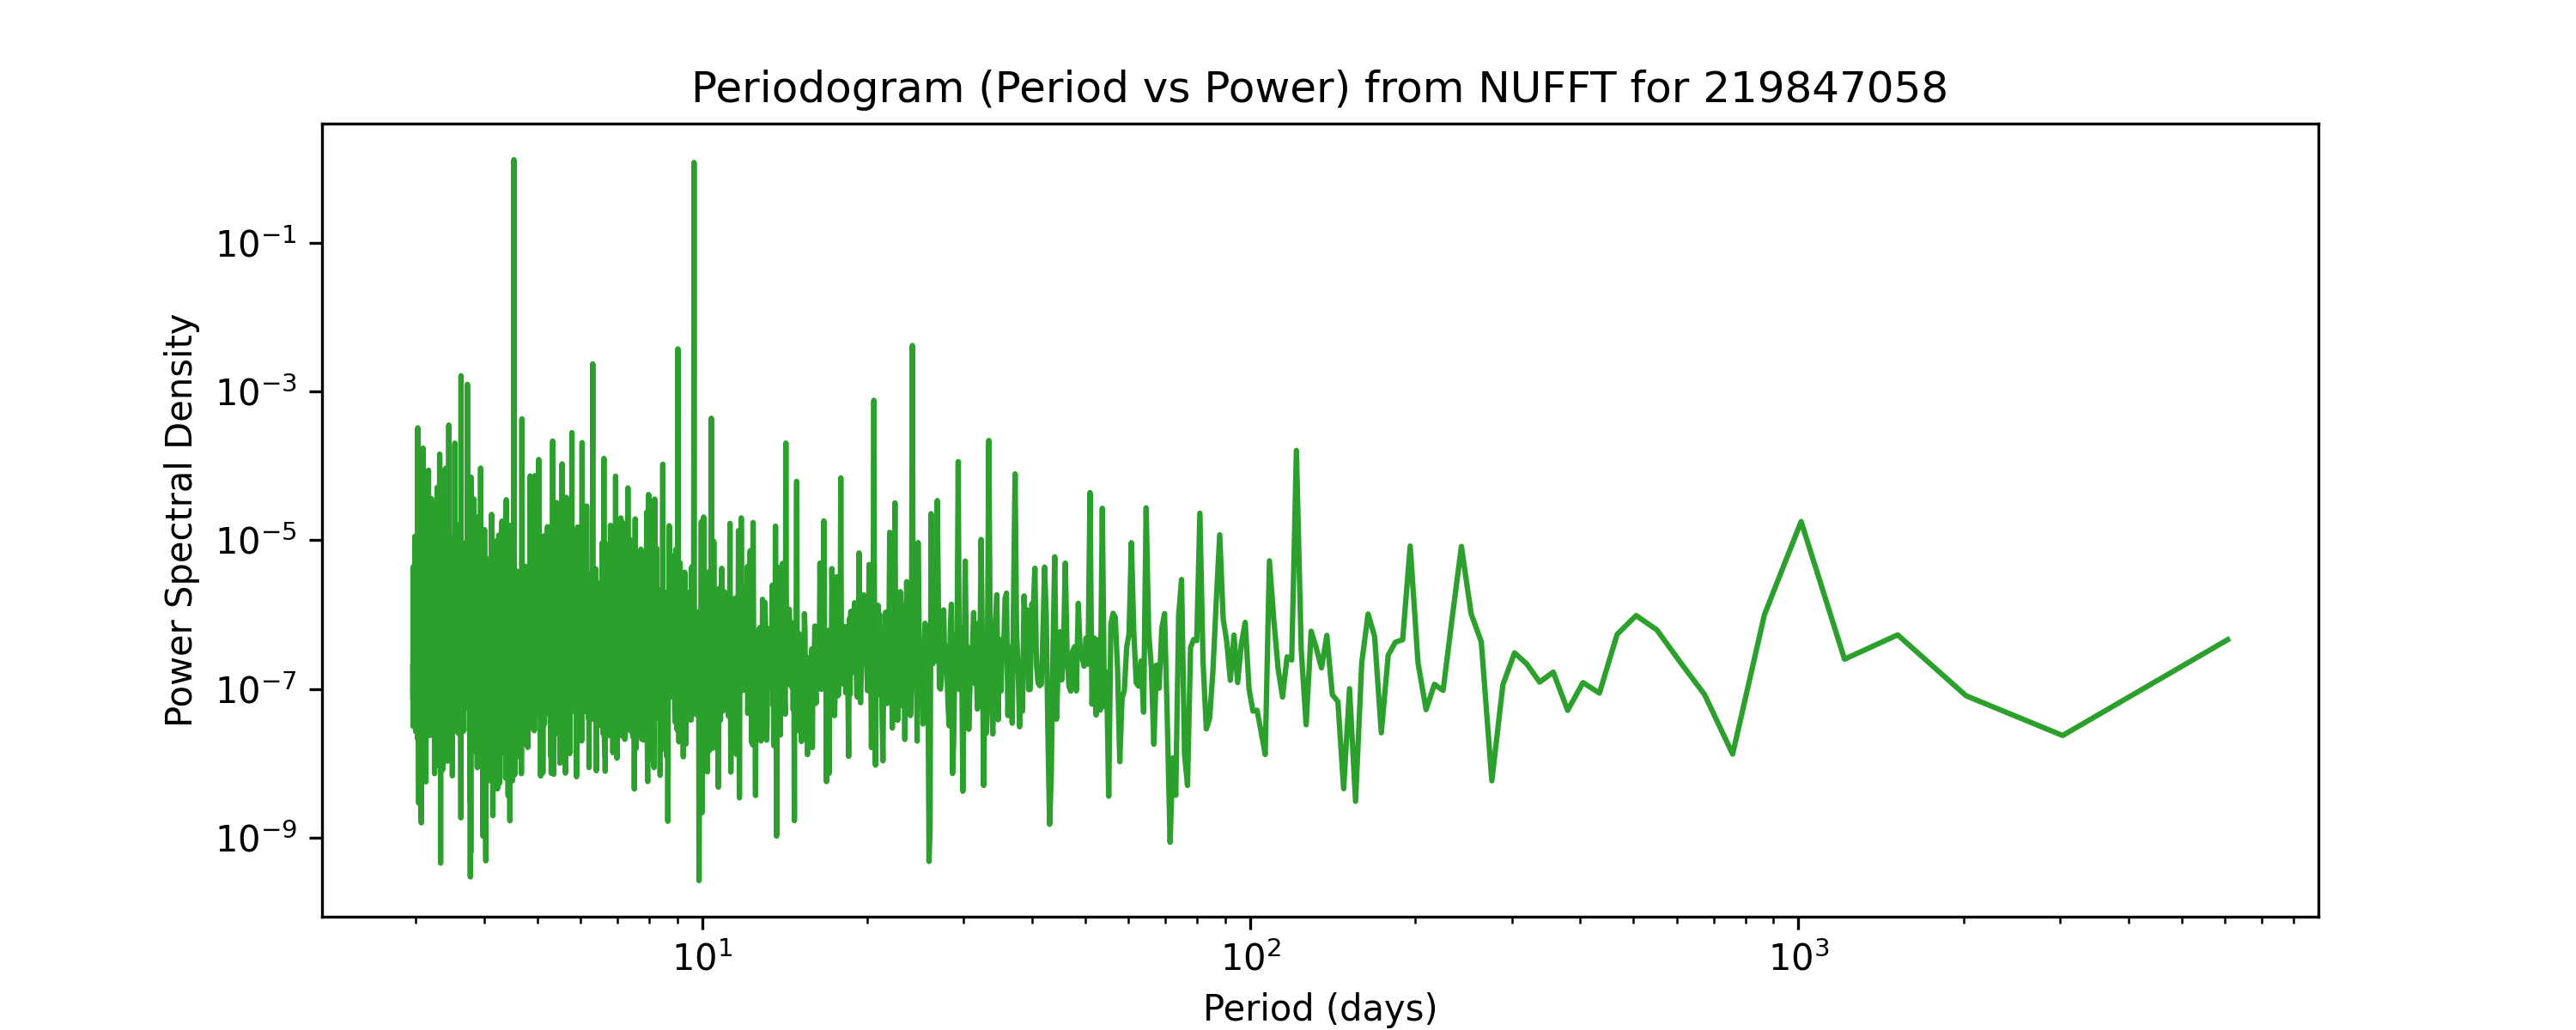 Periodogram (Period vs Power) from NUFFT for 219847058
Power Spectral Density
10⁻¹
10⁻³
10⁻⁵
10⁻⁷
10⁻⁹
10¹
10²
10³
Period (days)